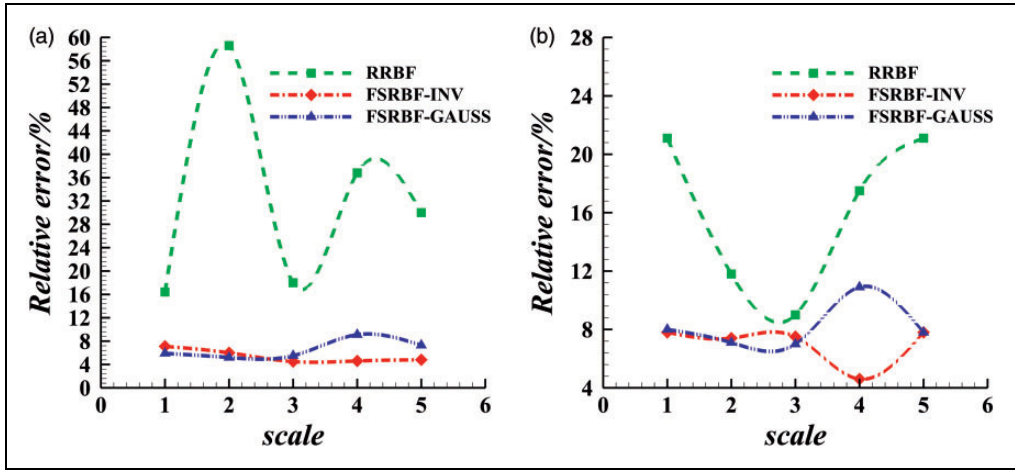 (a)
Relative error/%
60
56
52
48
44
40
36
32
28
24
20
16
12
8
4
0
RRBF
FSRBF-INV
FSRBF-GAUSS
0 1 2 3 4 5 6
scale
(b)
Relative error/%
28
24
20
16
12
8
4
RRBF
FSRBF-INV
FSRBF-GAUSS
0 1 2 3 4 5 6
scale